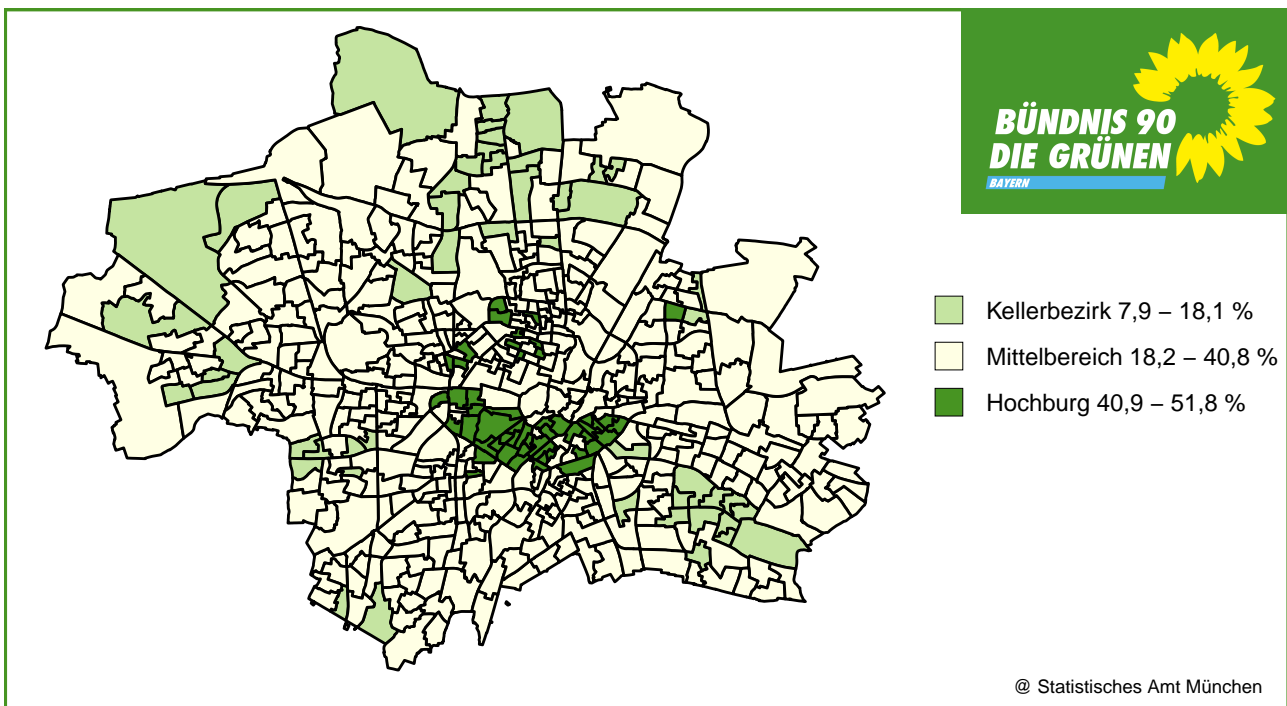 BÜNDNIS 90
DIE GRÜNEN
BAYERN
Kellerbezirk 7,9 – 18,1 %
Mittelbereich 18,2 – 40,8 %
Hochburg 40,9 – 51,8 %
@ Statistisches Amt München